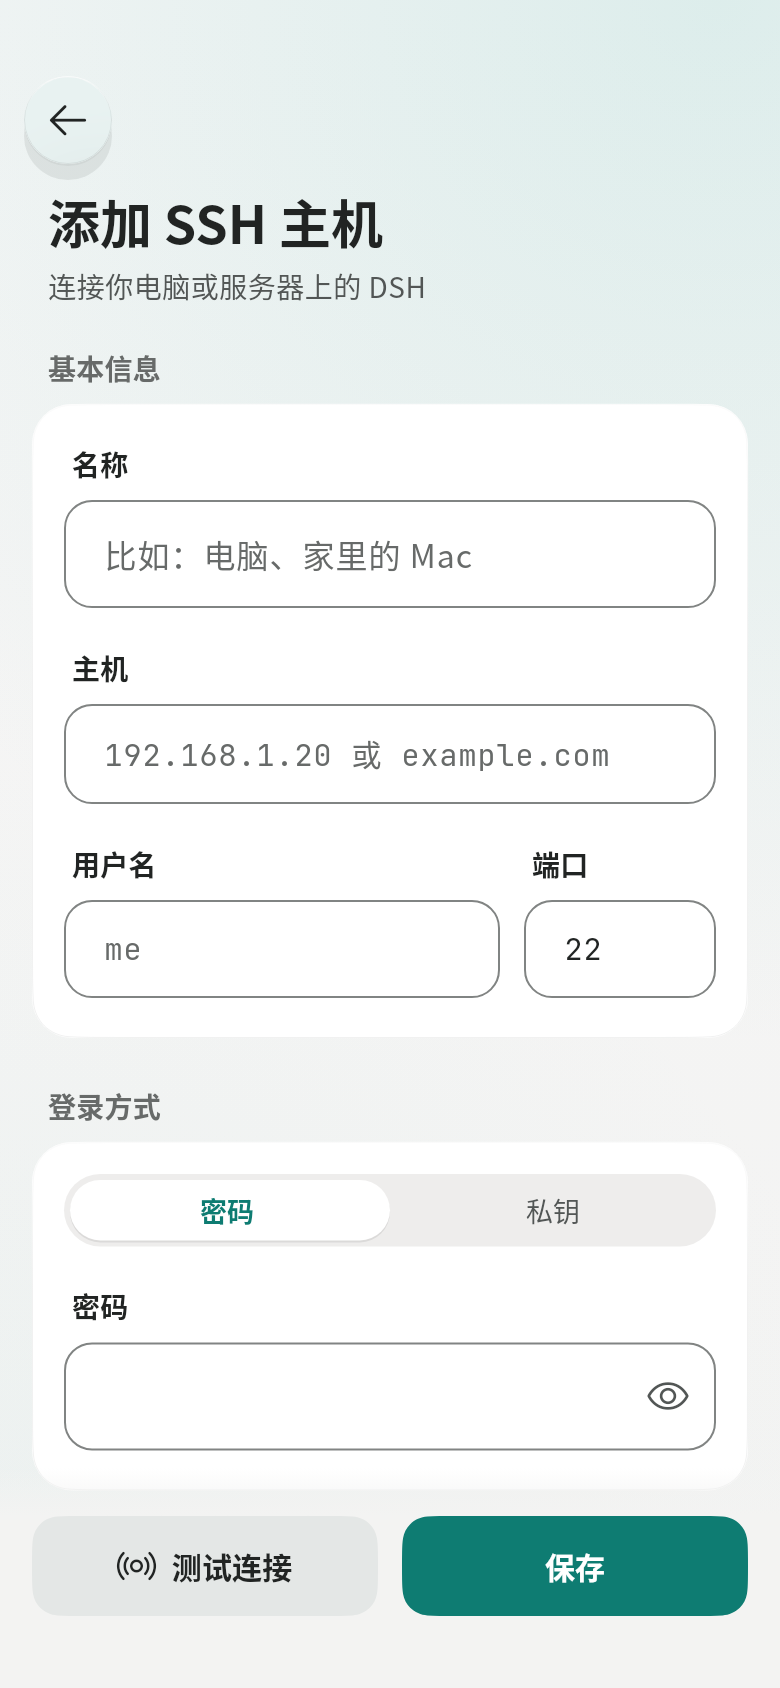 添加 SSH 主机
连接你电脑或服务器上的 DSH
基本信息
名称
比如：电脑、家里的 Mac
主机
192.168.1.20 或 example.com
用户名
端口
me
22
登录方式
密码
私钥
密码
测试连接
保存